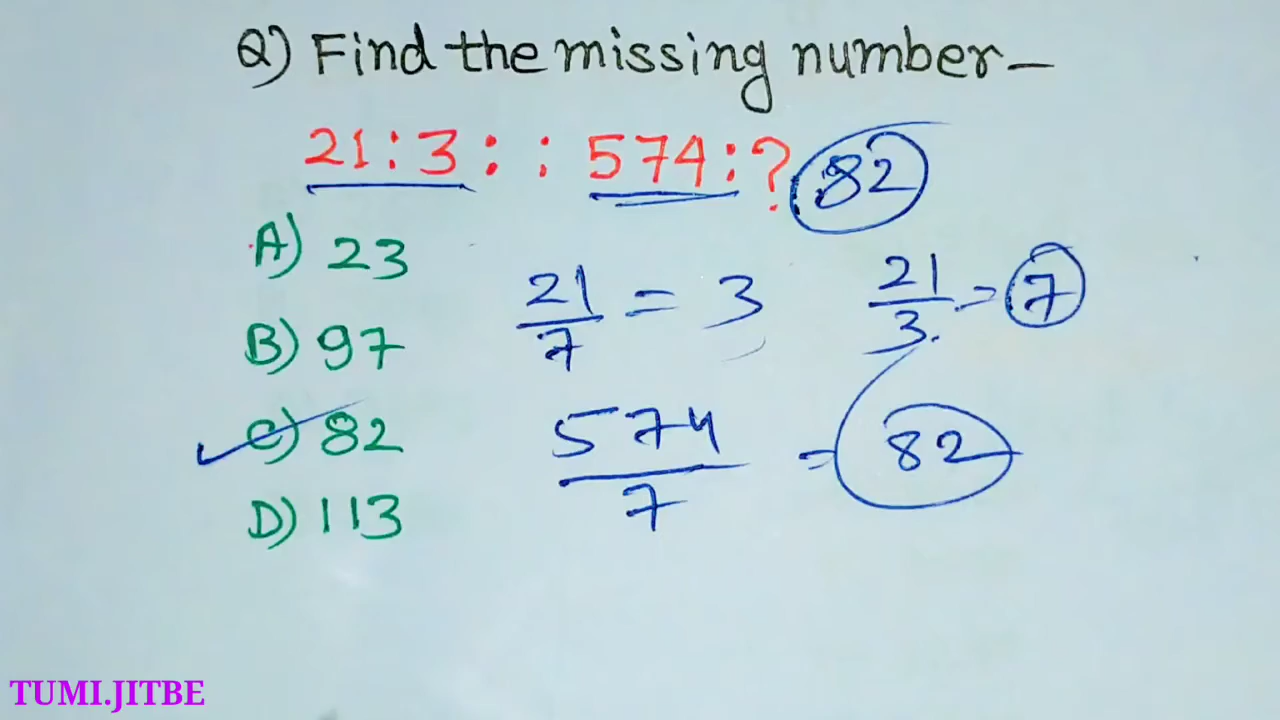 Q) Find the missing number —
21 : 3 : : 574 : ? 82
A) 23
B) 97
C) 82
D) 113
21/7 = 3
21/3 = 7
574/7 = 82
TUMI.JITBE